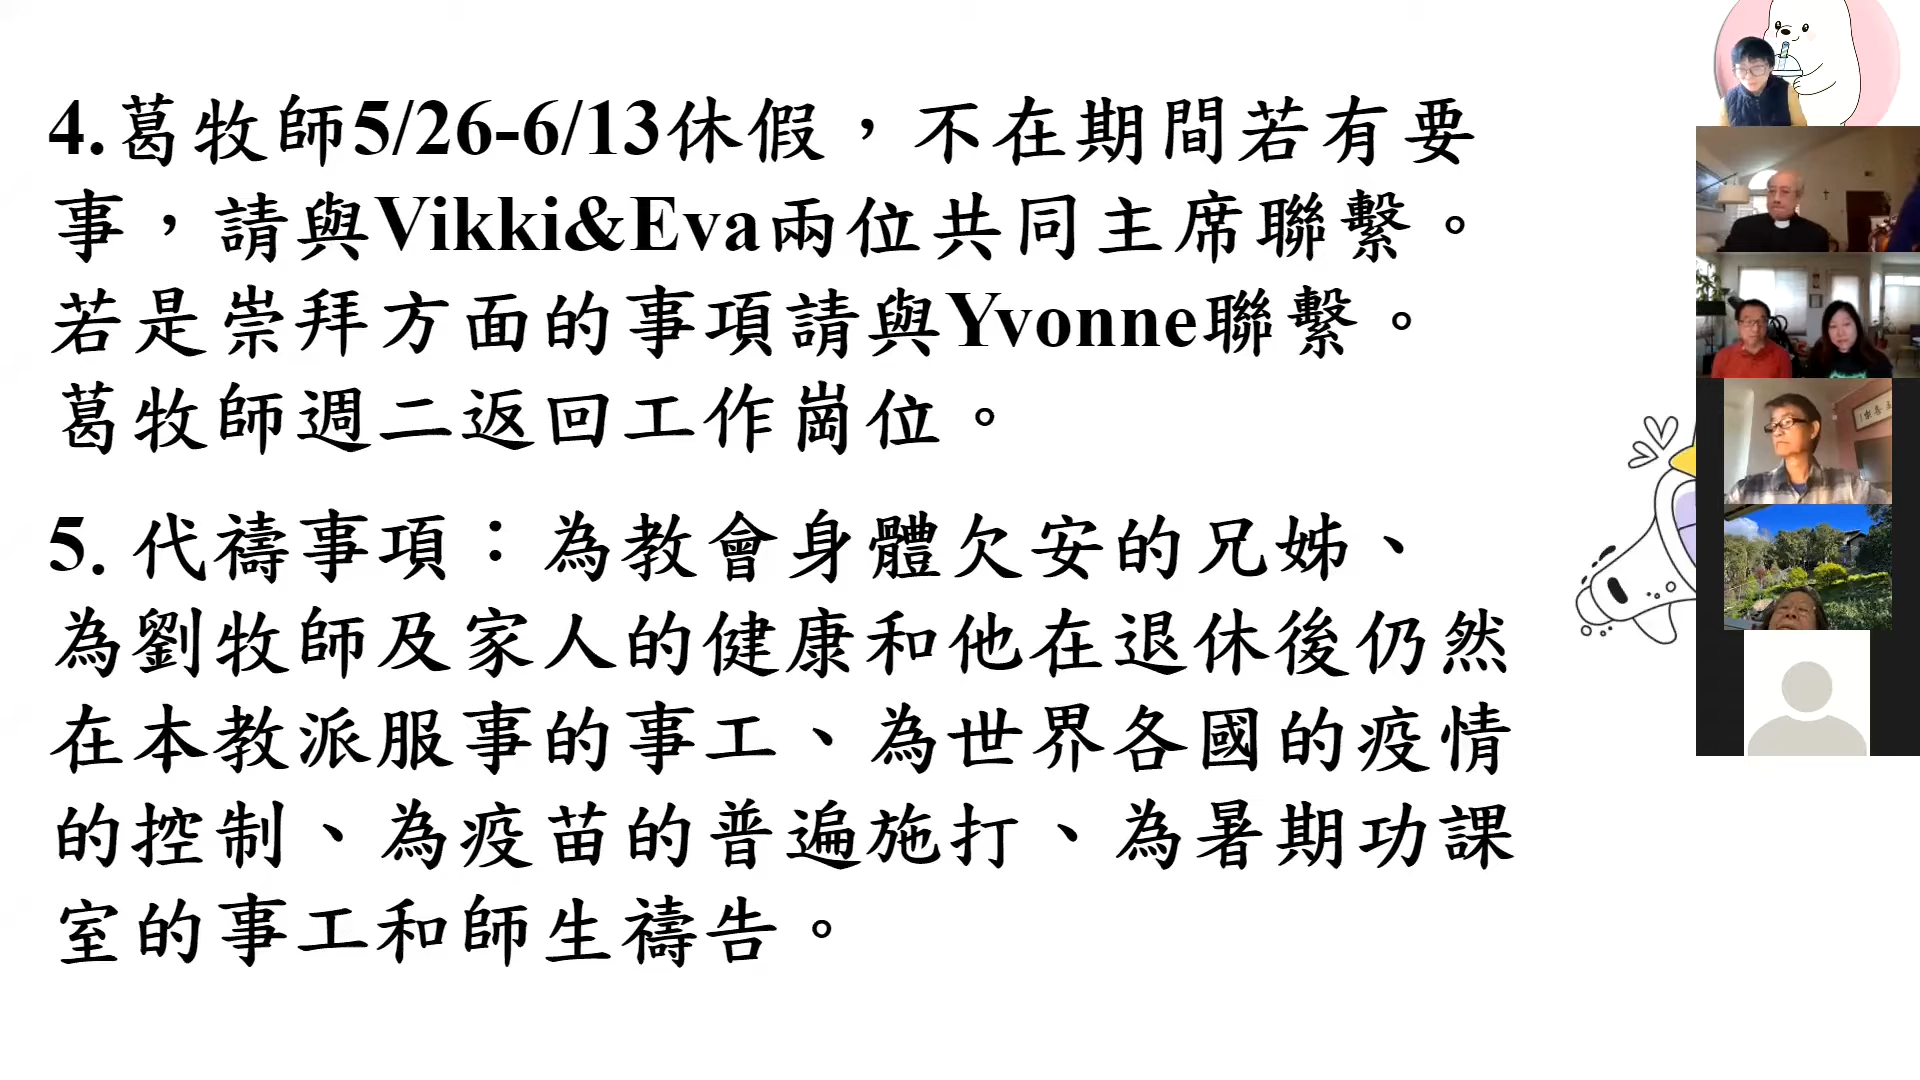 4.葛牧師5/26-6/13休假，不在期間若有要
事，請與Vikki&Eva兩位共同主席聯繫。
若是崇拜方面的事項請與Yvonne聯繫。
葛牧師週二返回工作崗位。
5. 代禱事項：為教會身體欠安的兄姊、
為劉牧師及家人的健康和他在退休後仍然
在本教派服事的事工、為世界各國的疫情
的控制、為疫苗的普遍施打、為暑期功課
室的事工和師生禱告。